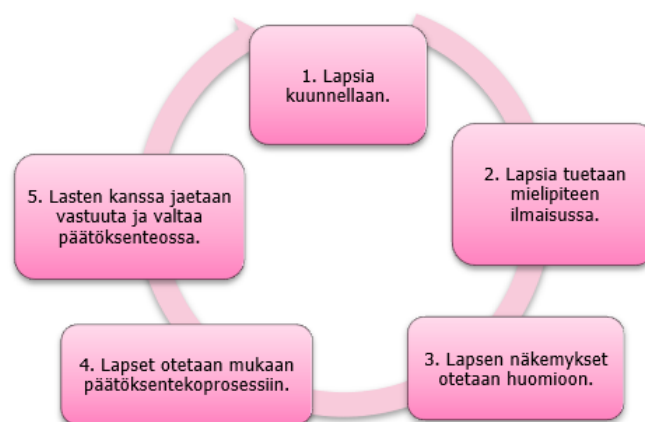 1. Lapsia
kuunnellaan.
2. Lapsia tuetaan
mielipiteen
ilmaisussa.
3. Lapsen näkemykset
otetaan huomioon.
4. Lapset otetaan mukaan
päätöksentekoprosessiin.
5. Lasten kanssa jaetaan
vastuuta ja valtaa
päätöksenteossa.